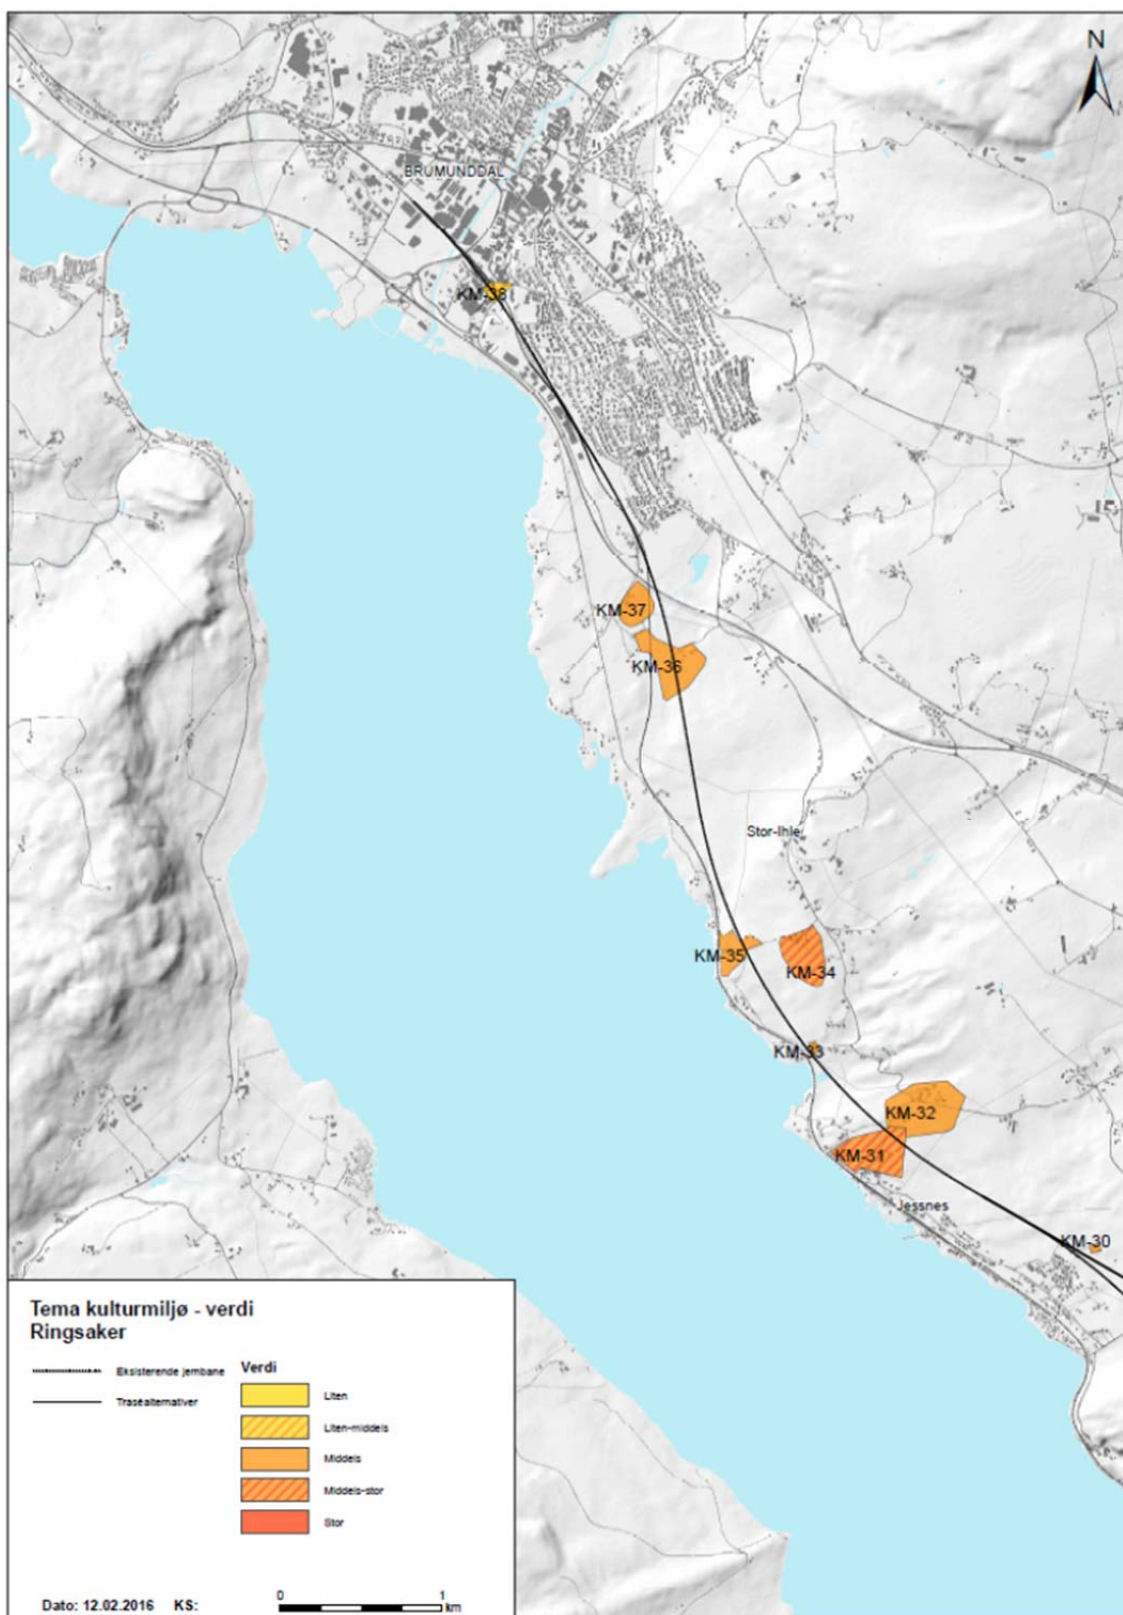 N
BRUMUNDDAL
KM-38
KM-37
KM-36
Stor-Ihle
KM-35
KM-34
KM-33
KM-32
KM-31
Jessnes
KM-30
Tema kulturmiljø - verdi
Ringsaker
Eksisterende jernbane
Traséalternativer
Verdi
Liten
Liten-middels
Middels
Middels-stor
Stor
Dato: 12.02.2016 KS:
0 1
km